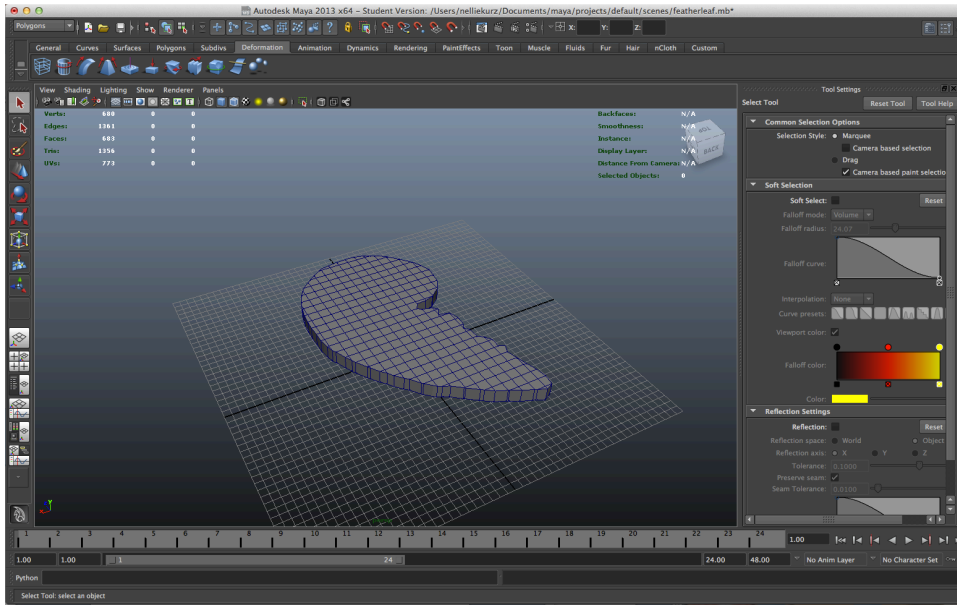 Autodesk Maya 2013 x64 - Student Version: /Users/nelliekurz/Documents/maya/projects/default/scenes/featherleaf.mb*
Polygons X: Y: Z:
General Curves Surfaces Polygons Subdivs Deformation Animation Dynamics Rendering PaintEffects Toon Muscle Fluids Fur Hair nCloth Custom
View Shading Lighting Show Renderer Panels
Verts: 680 0 0
Edges: 1361 0 0
Faces: 683 0 0
Tris: 1356 0 0
UVs: 773 0 0
Backfaces: N/A
Smoothness: N/A
Instance: N/A
Display Layer: N/A
Distance From Camera: N/A
Selected Objects: 0
BACK
Y
Tool Settings
Select Tool Reset Tool Tool Help
Common Selection Options
Selection Style: Marquee
Camera based selection
Drag
Camera based paint selectio
Soft Selection
Soft Select: Reset
Falloff mode: Volume
Falloff radius: 24.07
Falloff curve:
Interpolation: None
Curve presets:
Viewport color:
Falloff color:
Color:
Reflection Settings
Reflection: Reset
Reflection space: World Object
Reflection axis: X Y Z
Tolerance: 0.1000
Preserve seam:
Seam Tolerance: 0.0100
1 2 3 4 5 6 7 8 9 10 11 12 13 14 15 16 17 18 19 20 21 22 23 24 1.00
1.00 1.00 1 24 24.00 48.00 No Anim Layer No Character Set
Python
Select Tool: select an object